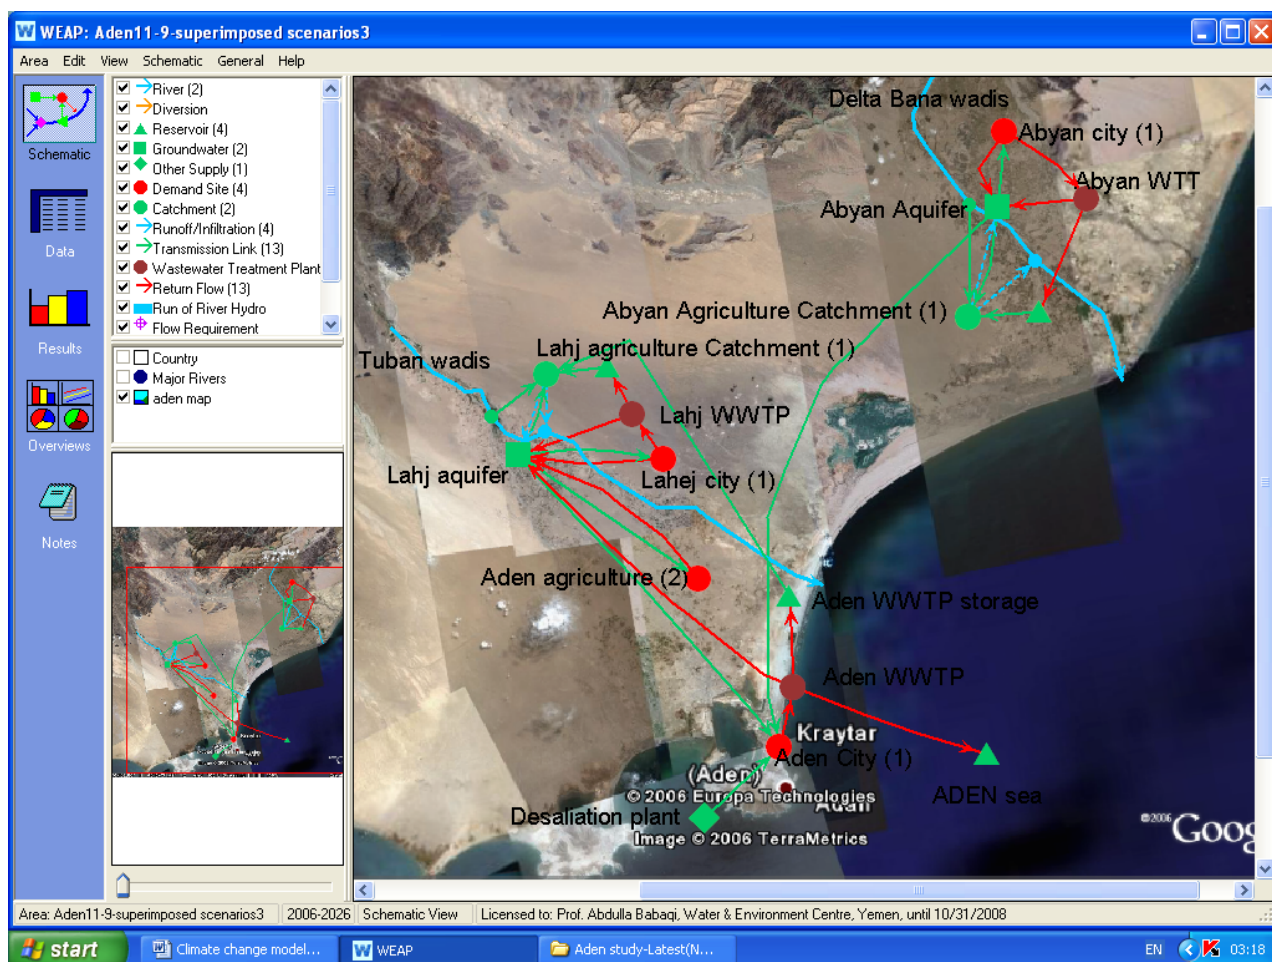 WEAP: Aden11-9-superimposed scenarios3
Area Edit View Schematic General Help
Schematic
Data
Results
Overviews
Notes
River (2)
Diversion
Reservoir (4)
Groundwater (2)
Other Supply (1)
Demand Site (4)
Catchment (2)
Runoff/Infiltration (4)
Transmission Link (13)
Wastewater Treatment Plant
Return Flow (13)
Run of River Hydro
Flow Requirement
Country
Major Rivers
aden map
Delta Bana wadis
Abyan city (1)
Abyan WTT
Abyan Aquifer
Abyan Agriculture Catchment (1)
Lahj agriculture Catchment (1)
Tuban wadis
Lahj WWTP
Lahj aquifer
Lahej city (1)
Aden agriculture (2)
Aden WWTP storage
Aden WWTP
Kraytar
Aden City (1)
(Aden)
© 2006 Europa Technologies
ADEN sea
Desaliation plant
Image © 2006 TerraMetrics
©2006 Goog
Area: Aden11-9-superimposed scenarios3 2006-2026 Schematic View Licensed to: Prof. Abdulla Babaqi, Water & Environment Centre, Yemen, until 10/31/2008
start Climate change model... WEAP Aden study-Latest(N... EN 03:18